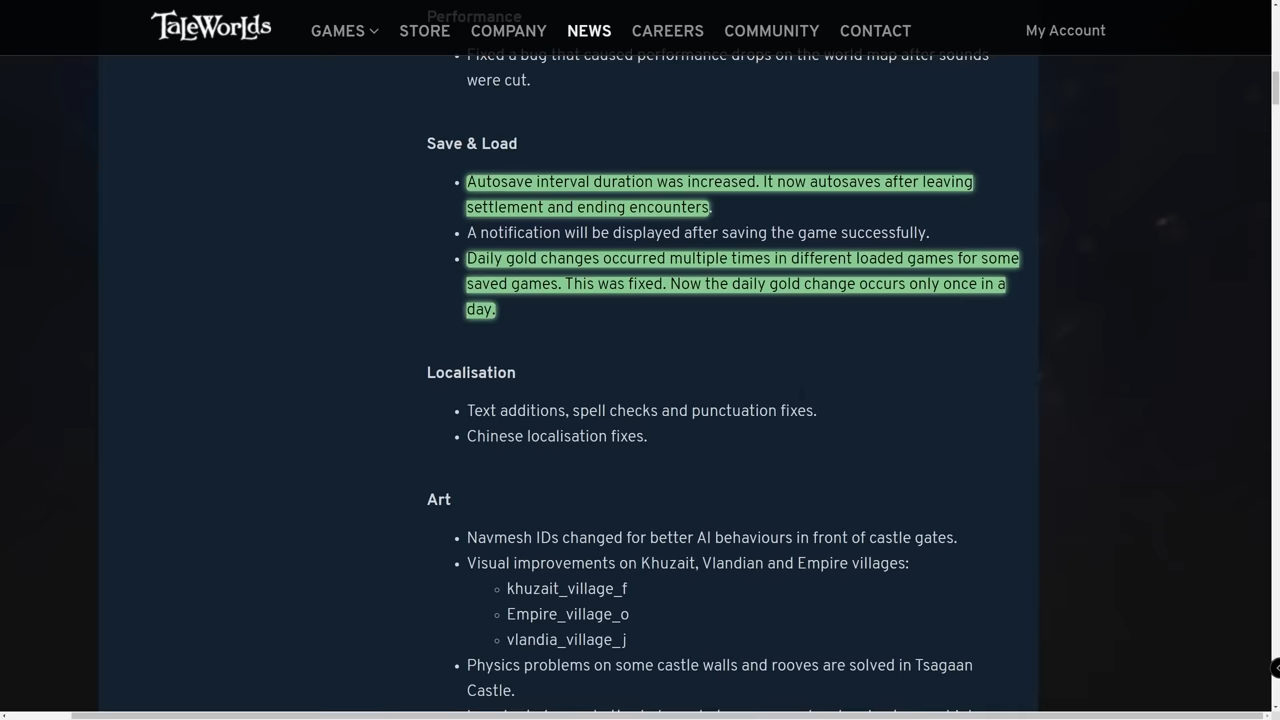 TaleWorlds
GAMES
STORE
COMPANY
NEWS
CAREERS
COMMUNITY
CONTACT
My Account
Performance
• Fixed a bug that caused performance drops on the world map after sounds
were cut.
Save & Load
• Autosave interval duration was increased. It now autosaves after leaving
settlement and ending encounters.
• A notification will be displayed after saving the game successfully.
• Daily gold changes occurred multiple times in different loaded games for some
saved games. This was fixed. Now the daily gold change occurs only once in a
day.
Localisation
• Text additions, spell checks and punctuation fixes.
• Chinese localisation fixes.
Art
• Navmesh IDs changed for better AI behaviours in front of castle gates.
• Visual improvements on Khuzait, Vlandian and Empire villages:
◦ khuzait_village_f
◦ Empire_village_o
◦ vlandia_village_j
• Physics problems on some castle walls and rooves are solved in Tsagaan
Castle.